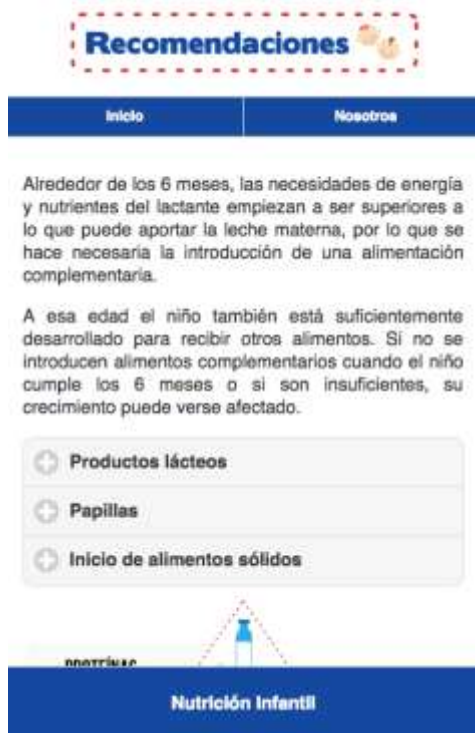 Recomendaciones
Inicio
Nosotros
Alrededor de los 6 meses, las necesidades de energía
y nutrientes del lactante empiezan a ser superiores a
lo que puede aportar la leche materna, por lo que se
hace necesaria la introducción de una alimentación
complementaria.
A esa edad el niño también está suficientemente
desarrollado para recibir otros alimentos. Si no se
introducen alimentos complementarios cuando el niño
cumple los 6 meses o si son insuficientes, su
crecimiento puede verse afectado.
Productos lácteos
Papillas
Inicio de alimentos sólidos
Nutrición Infantil